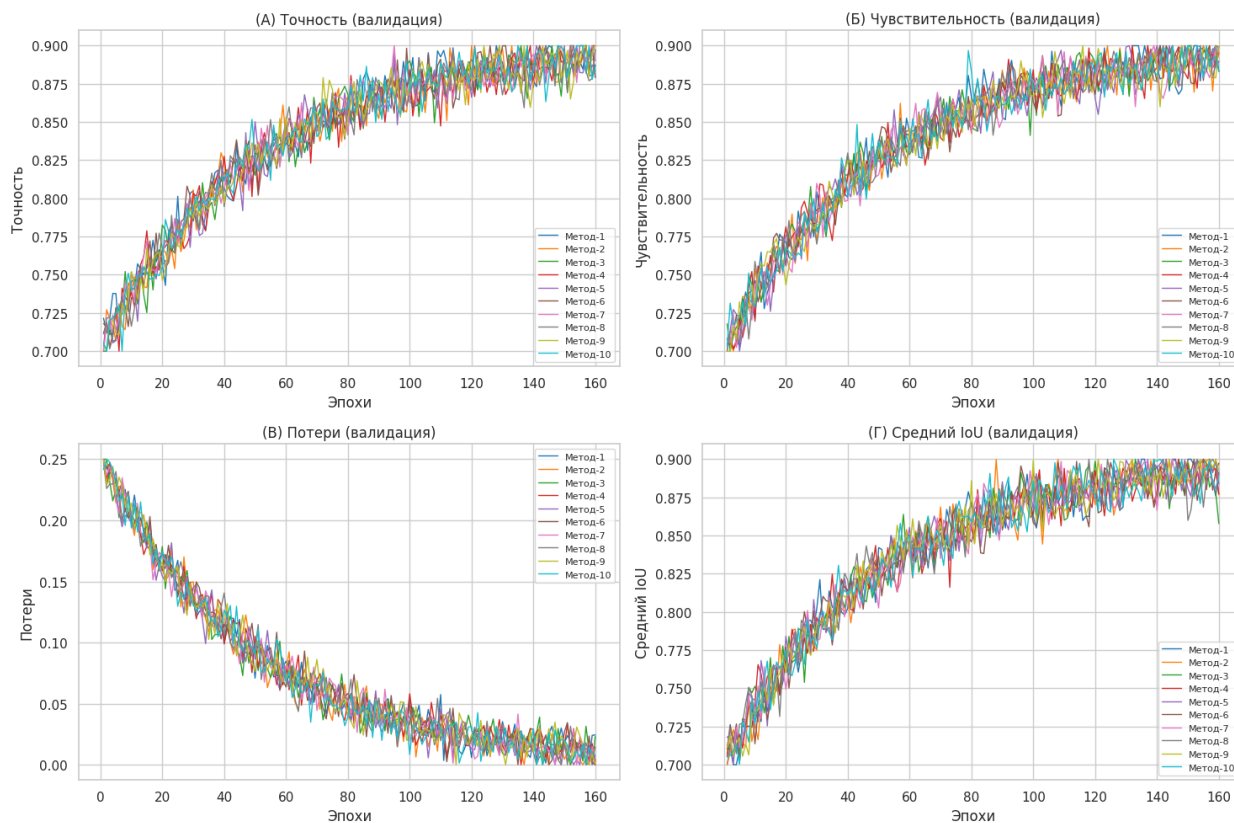 (А) Точность (валидация)
0.900
0.875
0.850
0.825
0.800
0.775
0.750
0.725
0.700
Точность
0
20
40
60
80
100
120
140
160
Эпохи
Метод-1
Метод-2
Метод-3
Метод-4
Метод-5
Метод-6
Метод-7
Метод-8
Метод-9
Метод-10
(Б) Чувствительность (валидация)
0.900
0.875
0.850
0.825
0.800
0.775
0.750
0.725
0.700
Чувствительность
0
20
40
60
80
100
120
140
160
Эпохи
Метод-1
Метод-2
Метод-3
Метод-4
Метод-5
Метод-6
Метод-7
Метод-8
Метод-9
Метод-10
(В) Потери (валидация)
0.25
0.20
0.15
0.10
0.05
0.00
Потери
0
20
40
60
80
100
120
140
160
Эпохи
Метод-1
Метод-2
Метод-3
Метод-4
Метод-5
Метод-6
Метод-7
Метод-8
Метод-9
Метод-10
(Г) Средний IoU (валидация)
0.900
0.875
0.850
0.825
0.800
0.775
0.750
0.725
0.700
Средний IoU
0
20
40
60
80
100
120
140
160
Эпохи
Метод-1
Метод-2
Метод-3
Метод-4
Метод-5
Метод-6
Метод-7
Метод-8
Метод-9
Метод-10